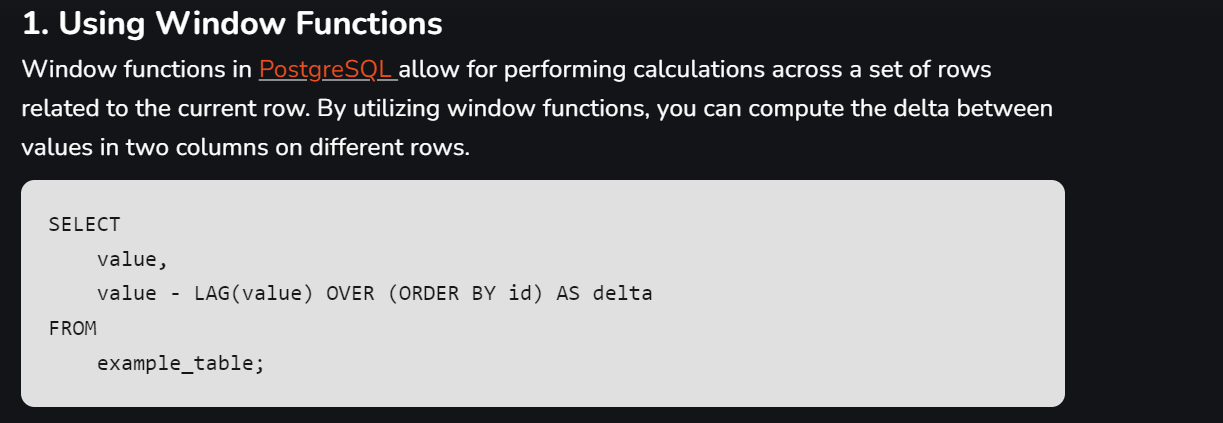 1. Using Window Functions
Window functions in PostgreSQL allow for performing calculations across a set of rows
related to the current row. By utilizing window functions, you can compute the delta between
values in two columns on different rows.
SELECT
    value,
    value - LAG(value) OVER (ORDER BY id) AS delta
FROM
    example_table;